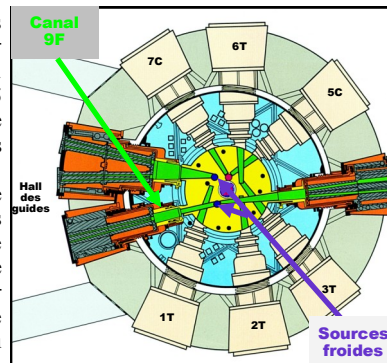 Canal
9F
6T
7C
5C
Hall
des
guides
3T
1T
2T
Sources
froides